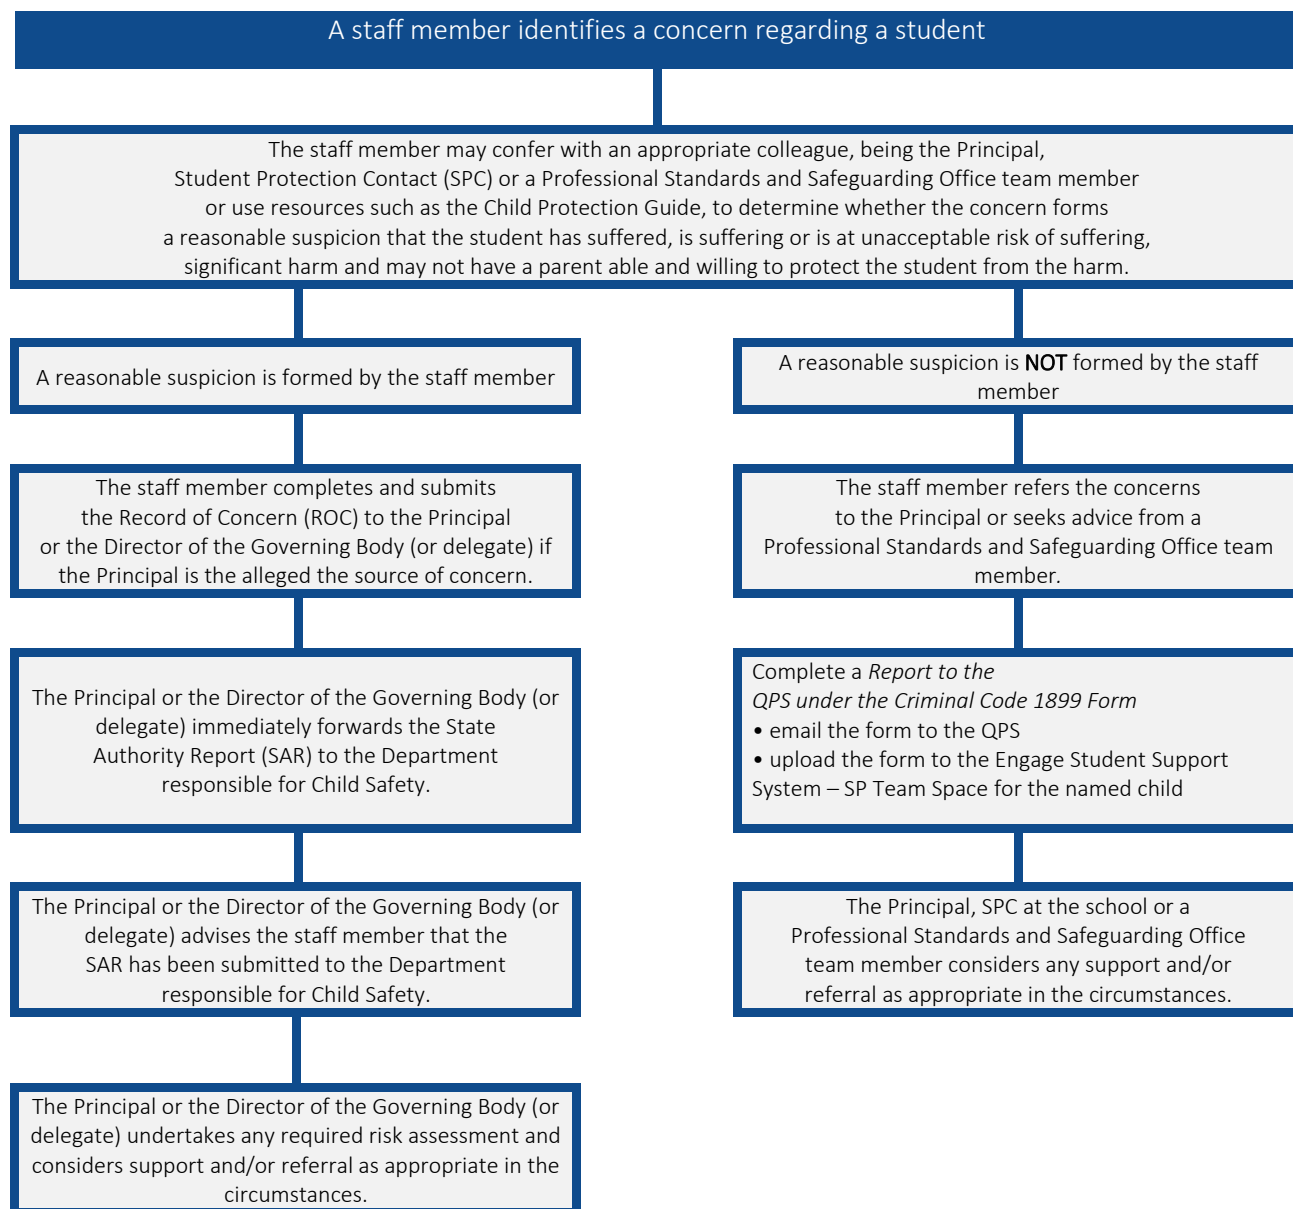 A staff member identifies a concern regarding a student
The staff member may confer with an appropriate colleague, being the Principal,
Student Protection Contact (SPC) or a Professional Standards and Safeguarding Office team member
or use resources such as the Child Protection Guide, to determine whether the concern forms
a reasonable suspicion that the student has suffered, is suffering or is at unacceptable risk of suffering,
significant harm and may not have a parent able and willing to protect the student from the harm.
A reasonable suspicion is formed by the staff member
The staff member completes and submits
the Record of Concern (ROC) to the Principal
or the Director of the Governing Body (or delegate) if
the Principal is the alleged the source of concern.
The Principal or the Director of the Governing Body (or
delegate) immediately forwards the State
Authority Report (SAR) to the Department
responsible for Child Safety.
The Principal or the Director of the Governing Body (or
delegate) advises the staff member that the
SAR has been submitted to the Department
responsible for Child Safety.
The Principal or the Director of the Governing Body (or
delegate) undertakes any required risk assessment and
considers support and/or referral as appropriate in the
circumstances.
A reasonable suspicion is NOT formed by the staff
member
The staff member refers the concerns
to the Principal or seeks advice from a
Professional Standards and Safeguarding Office team
member.
Complete a Report to the
QPS under the Criminal Code 1899 Form
• email the form to the QPS
• upload the form to the Engage Student Support
System – SP Team Space for the named child
The Principal, SPC at the school or a
Professional Standards and Safeguarding Office
team member considers any support and/or
referral as appropriate in the circumstances.